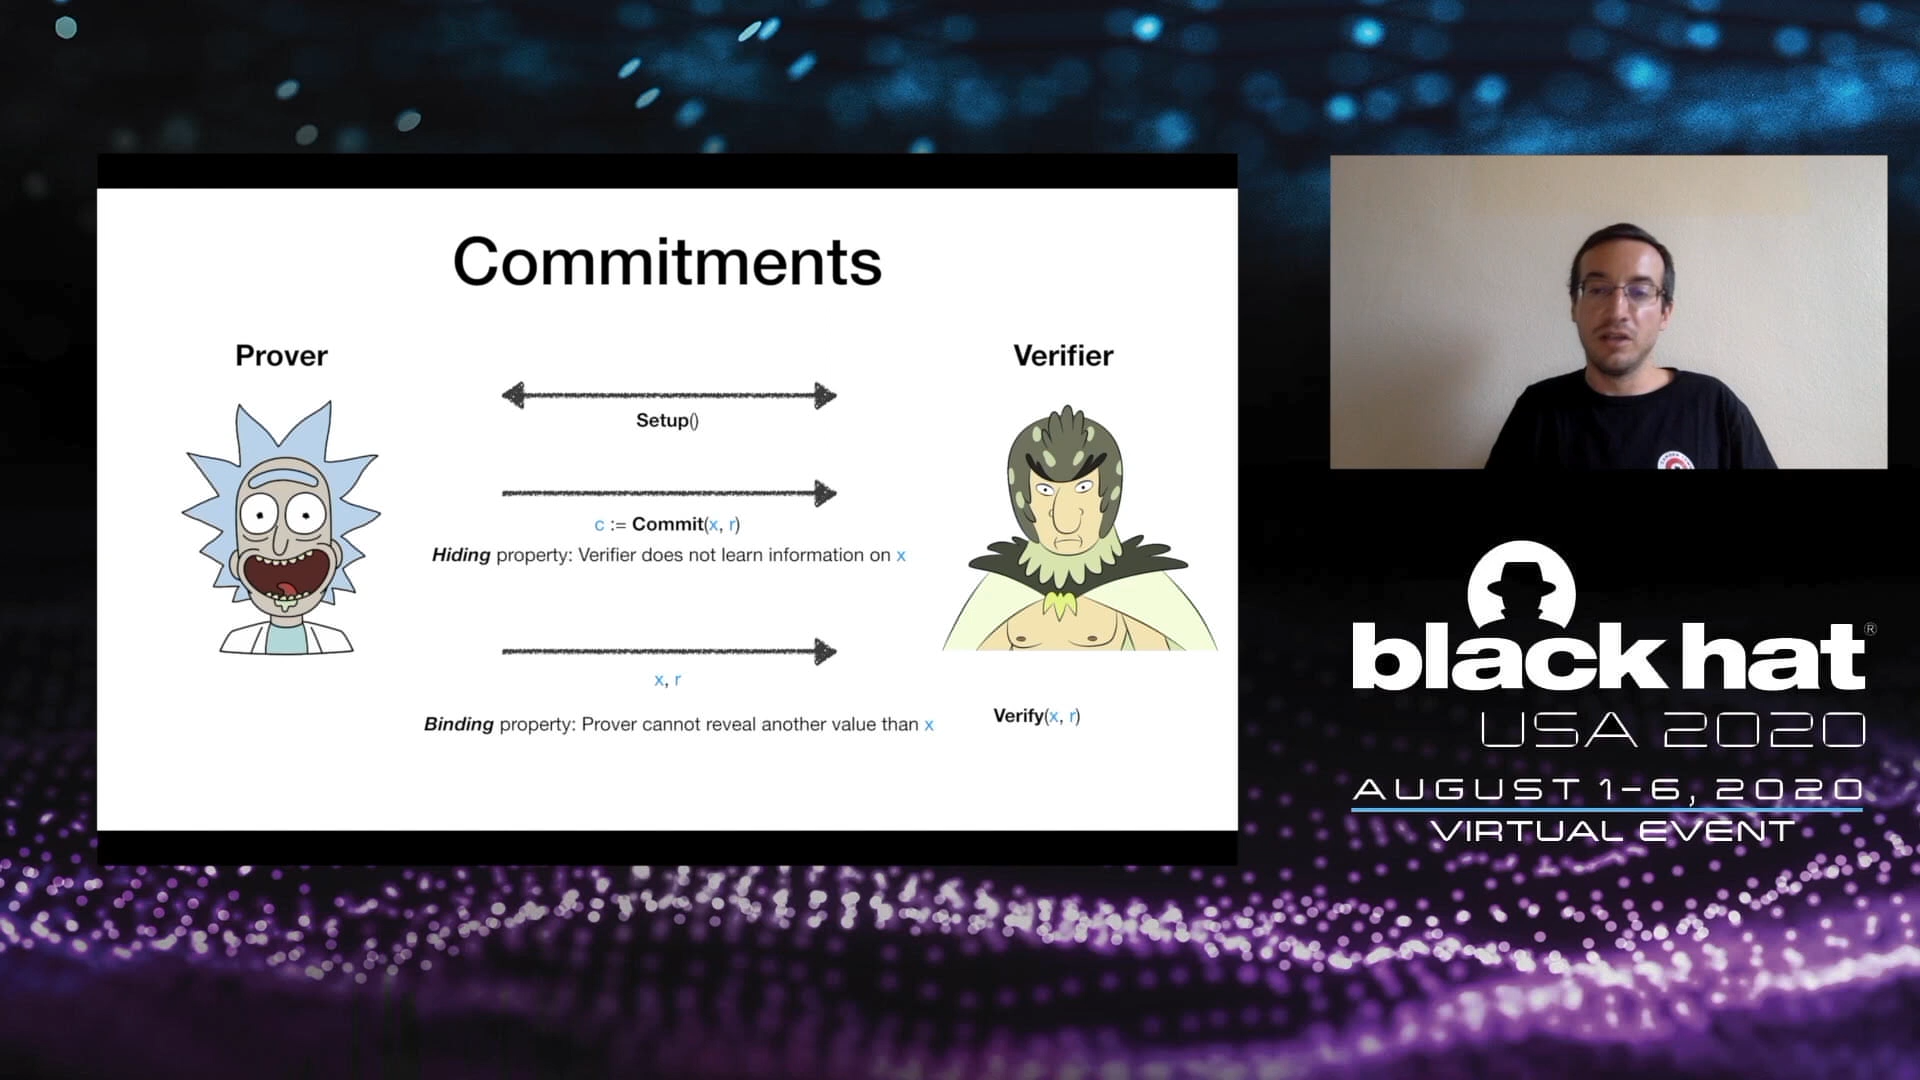 Commitments
Prover
Verifier
Setup()
c := Commit(x, r)
Hiding property: Verifier does not learn information on x
x, r
Binding property: Prover cannot reveal another value than x
Verify(x, r)
black hat®
USA 2020
AUGUST 1-6, 2020
VIRTUAL EVENT